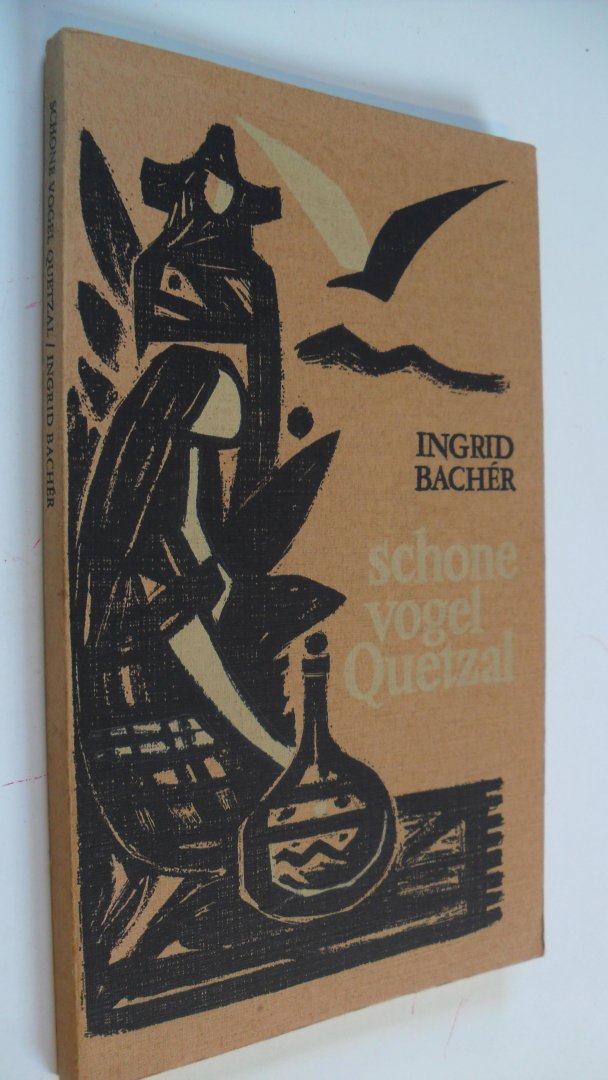 SCHONE VOGEL QUETZAL / INGRID BACHÉR
INGRID
BACHÉR
schone
vogel
Quetzal